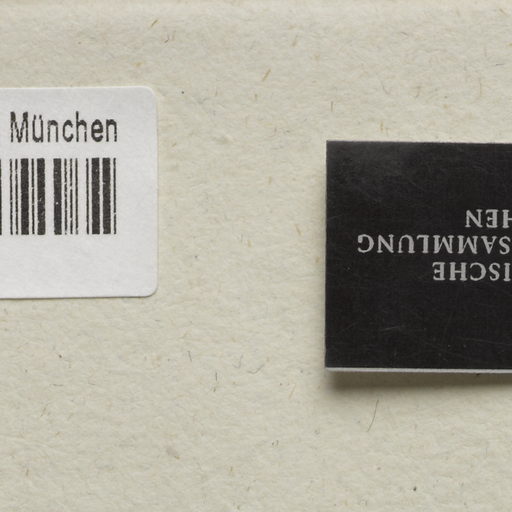 München
ISCHE
SAMMLUNG
HEN